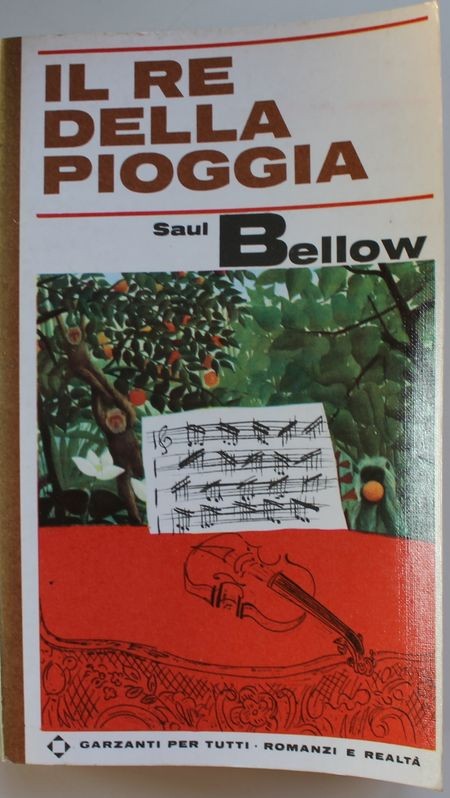 IL RE
DELLA
PIOGGIA
Saul Bellow
GARZANTI PER TUTTI · ROMANZI E REALTÀ